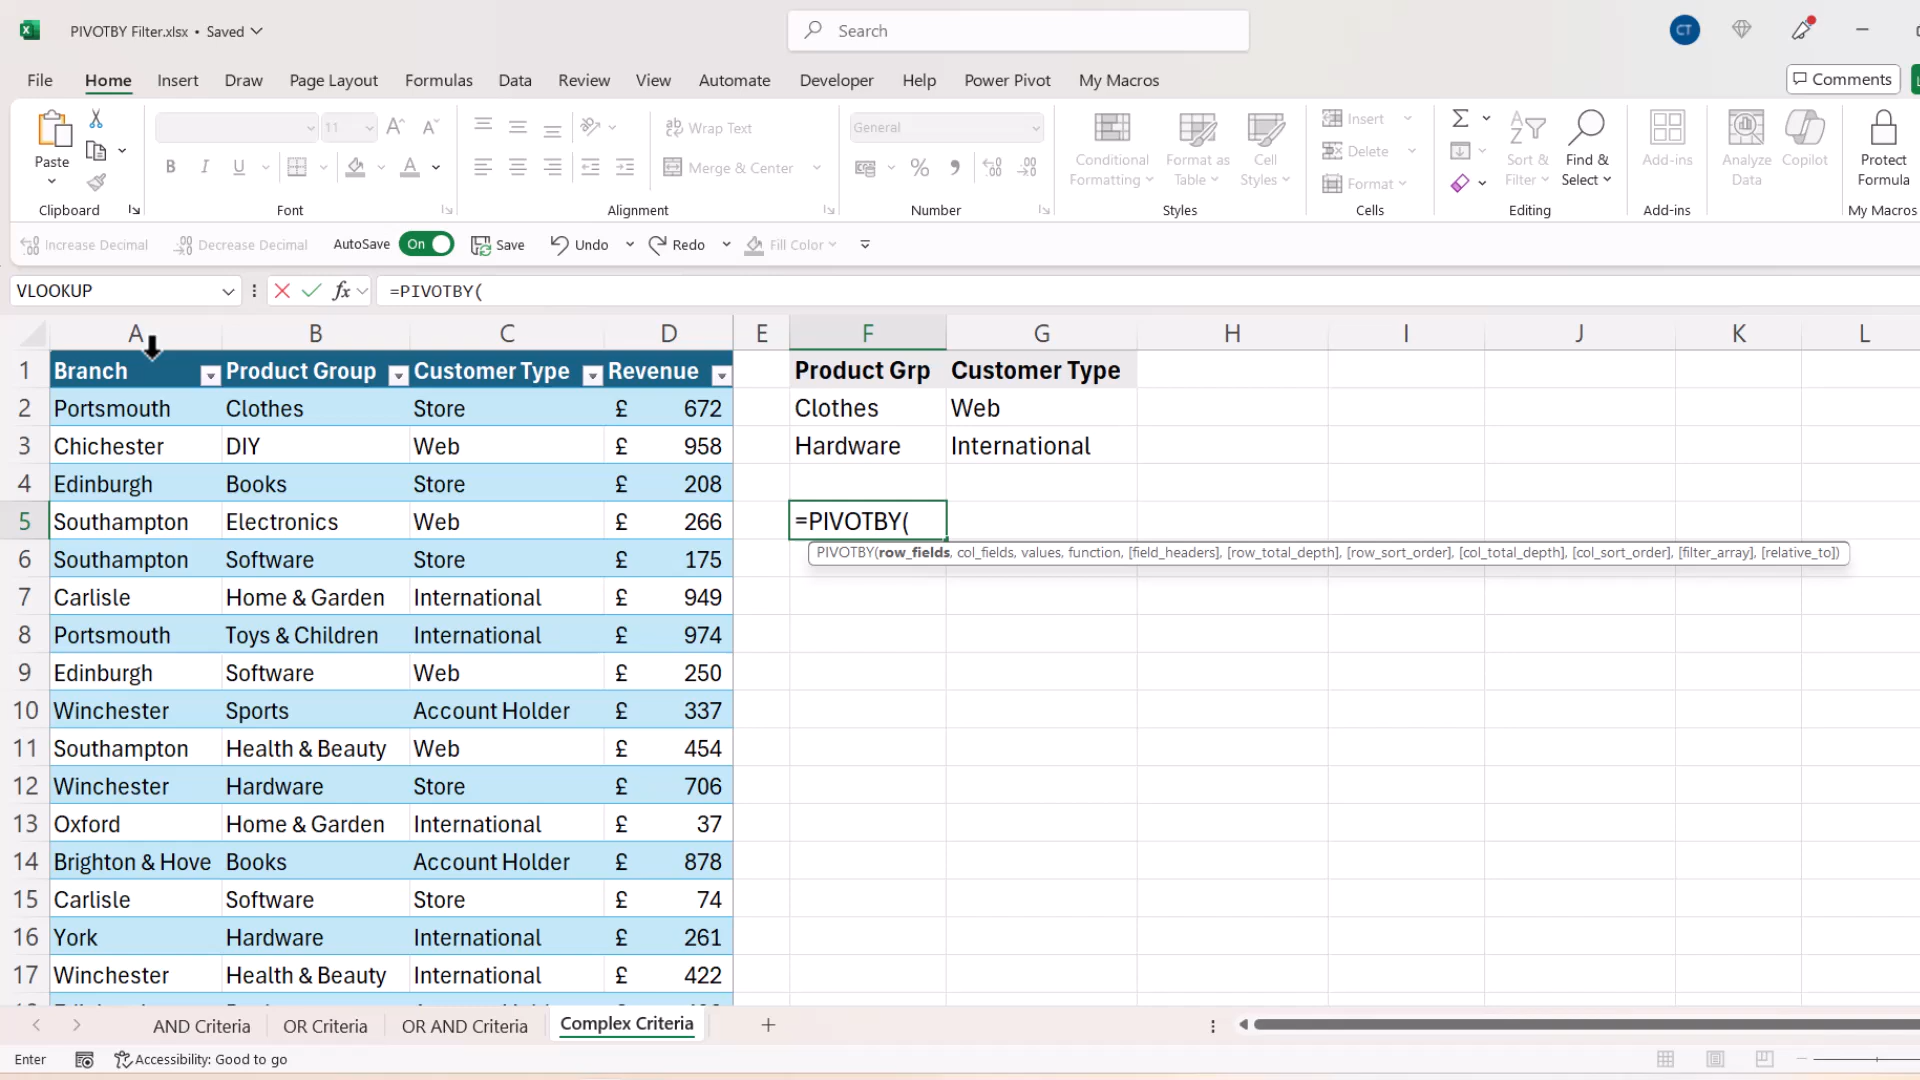 PIVOTBY Filter.xlsx • Saved
Search
CT
File Home Insert Draw Page Layout Formulas Data Review View Automate Developer Help Power Pivot My Macros
Comments
Paste
Clipboard
11
B I U
Font
Wrap Text
Merge & Center
Alignment
General
Number
Conditional Formatting
Format as Table
Cell Styles
Styles
Insert
Delete
Format
Cells
Sort & Filter
Find & Select
Editing
Add-ins
Add-ins
Analyze Data
Copilot
Protect Formula
My Macros
Increase Decimal Decrease Decimal AutoSave On Save Undo Redo Fill Color
VLOOKUP fx =PIVOTBY(
A B C D E F G H I J K L
1 Branch Product Group Customer Type Revenue Product Grp Customer Type
2 Portsmouth Clothes Store £ 672 Clothes Web
3 Chichester DIY Web £ 958 Hardware International
4 Edinburgh Books Store £ 208
5 Southampton Electronics Web £ 266 =PIVOTBY(
PIVOTBY(row_fields, col_fields, values, function, [field_headers], [row_total_depth], [row_sort_order], [col_total_depth], [col_sort_order], [filter_array], [relative_to])
6 Southampton Software Store £ 175
7 Carlisle Home & Garden International £ 949
8 Portsmouth Toys & Children International £ 974
9 Edinburgh Software Web £ 250
10 Winchester Sports Account Holder £ 337
11 Southampton Health & Beauty Web £ 454
12 Winchester Hardware Store £ 706
13 Oxford Home & Garden International £ 37
14 Brighton & Hove Books Account Holder £ 878
15 Carlisle Software Store £ 74
16 York Hardware International £ 261
17 Winchester Health & Beauty International £ 422
AND Criteria OR Criteria OR AND Criteria Complex Criteria
Enter Accessibility: Good to go